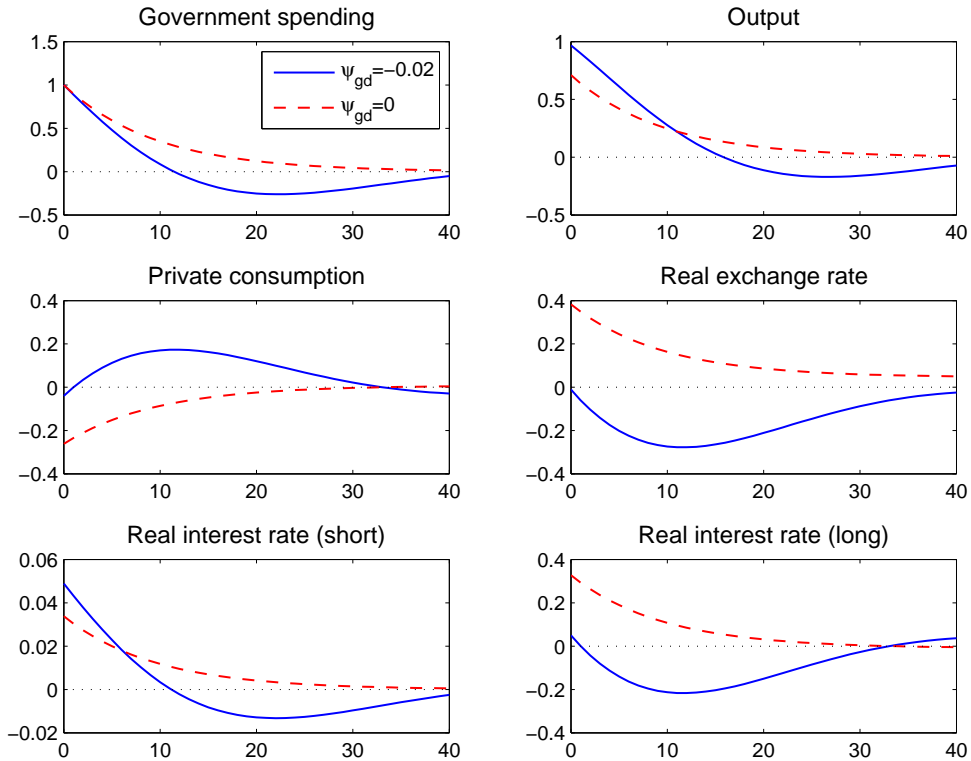 Government spending
1.5
1
0.5
0
−0.5
0 10 20 30 40
ψgd=−0.02
ψgd=0
Output
1
0.5
0
−0.5
0 10 20 30 40
Private consumption
0.4
0.2
0
−0.2
−0.4
0 10 20 30 40
Real exchange rate
0.4
0.2
0
−0.2
−0.4
0 10 20 30 40
Real interest rate (short)
0.06
0.04
0.02
0
−0.02
0 10 20 30 40
Real interest rate (long)
0.4
0.2
0
−0.2
−0.4
0 10 20 30 40